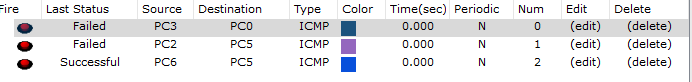 Fire Last Status Source Destination Type Color Time(sec) Periodic Num Edit Delete
Failed PC3 PC0 ICMP 0.000 N 0 (edit) (delete)
Failed PC2 PC5 ICMP 0.000 N 1 (edit) (delete)
Successful PC6 PC5 ICMP 0.000 N 2 (edit) (delete)